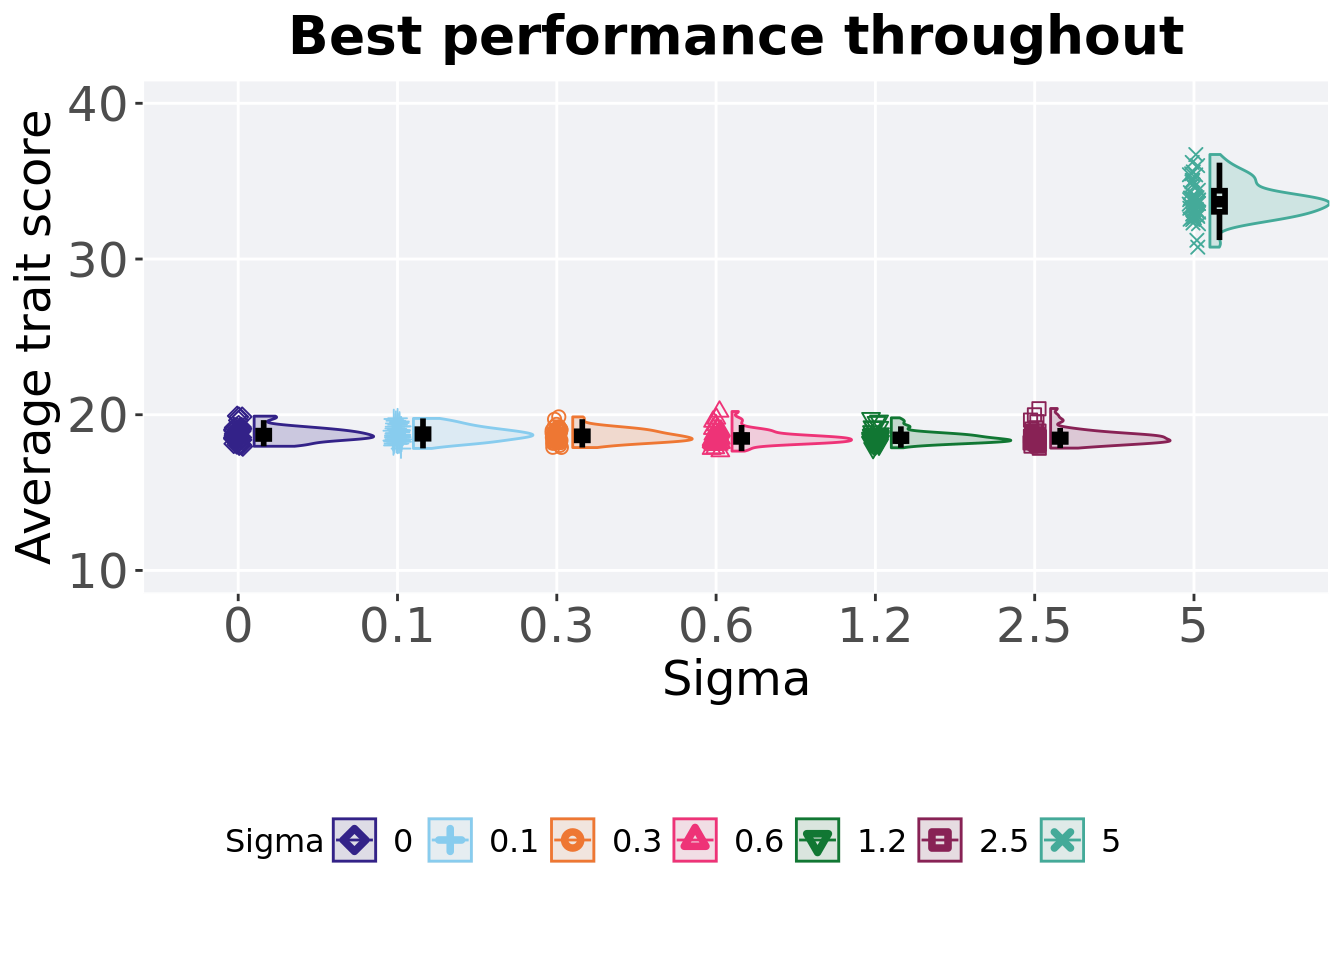 Best performance throughout
Average trait score
40
30
20
10
0 0.1 0.3 0.6 1.2 2.5 5
Sigma
Sigma 0 0.1 0.3 0.6 1.2 2.5 5